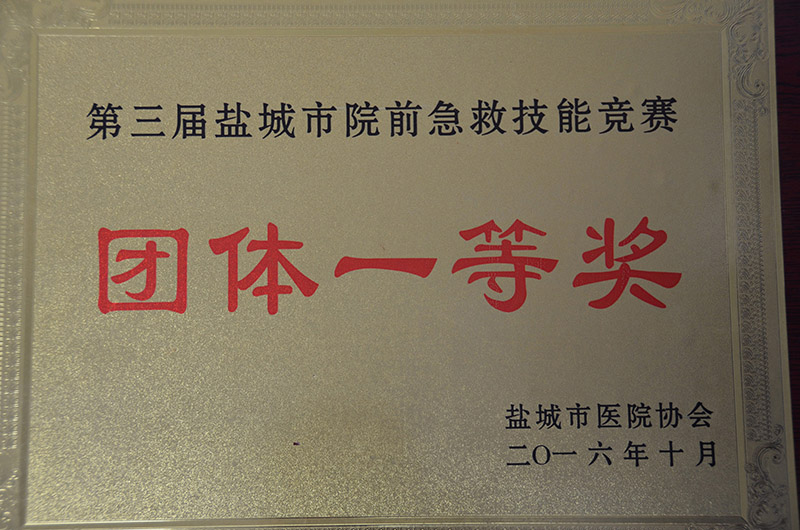 第三届盐城市院前急救技能竞赛
团体一等奖
盐城市医院协会
二〇一六年十月